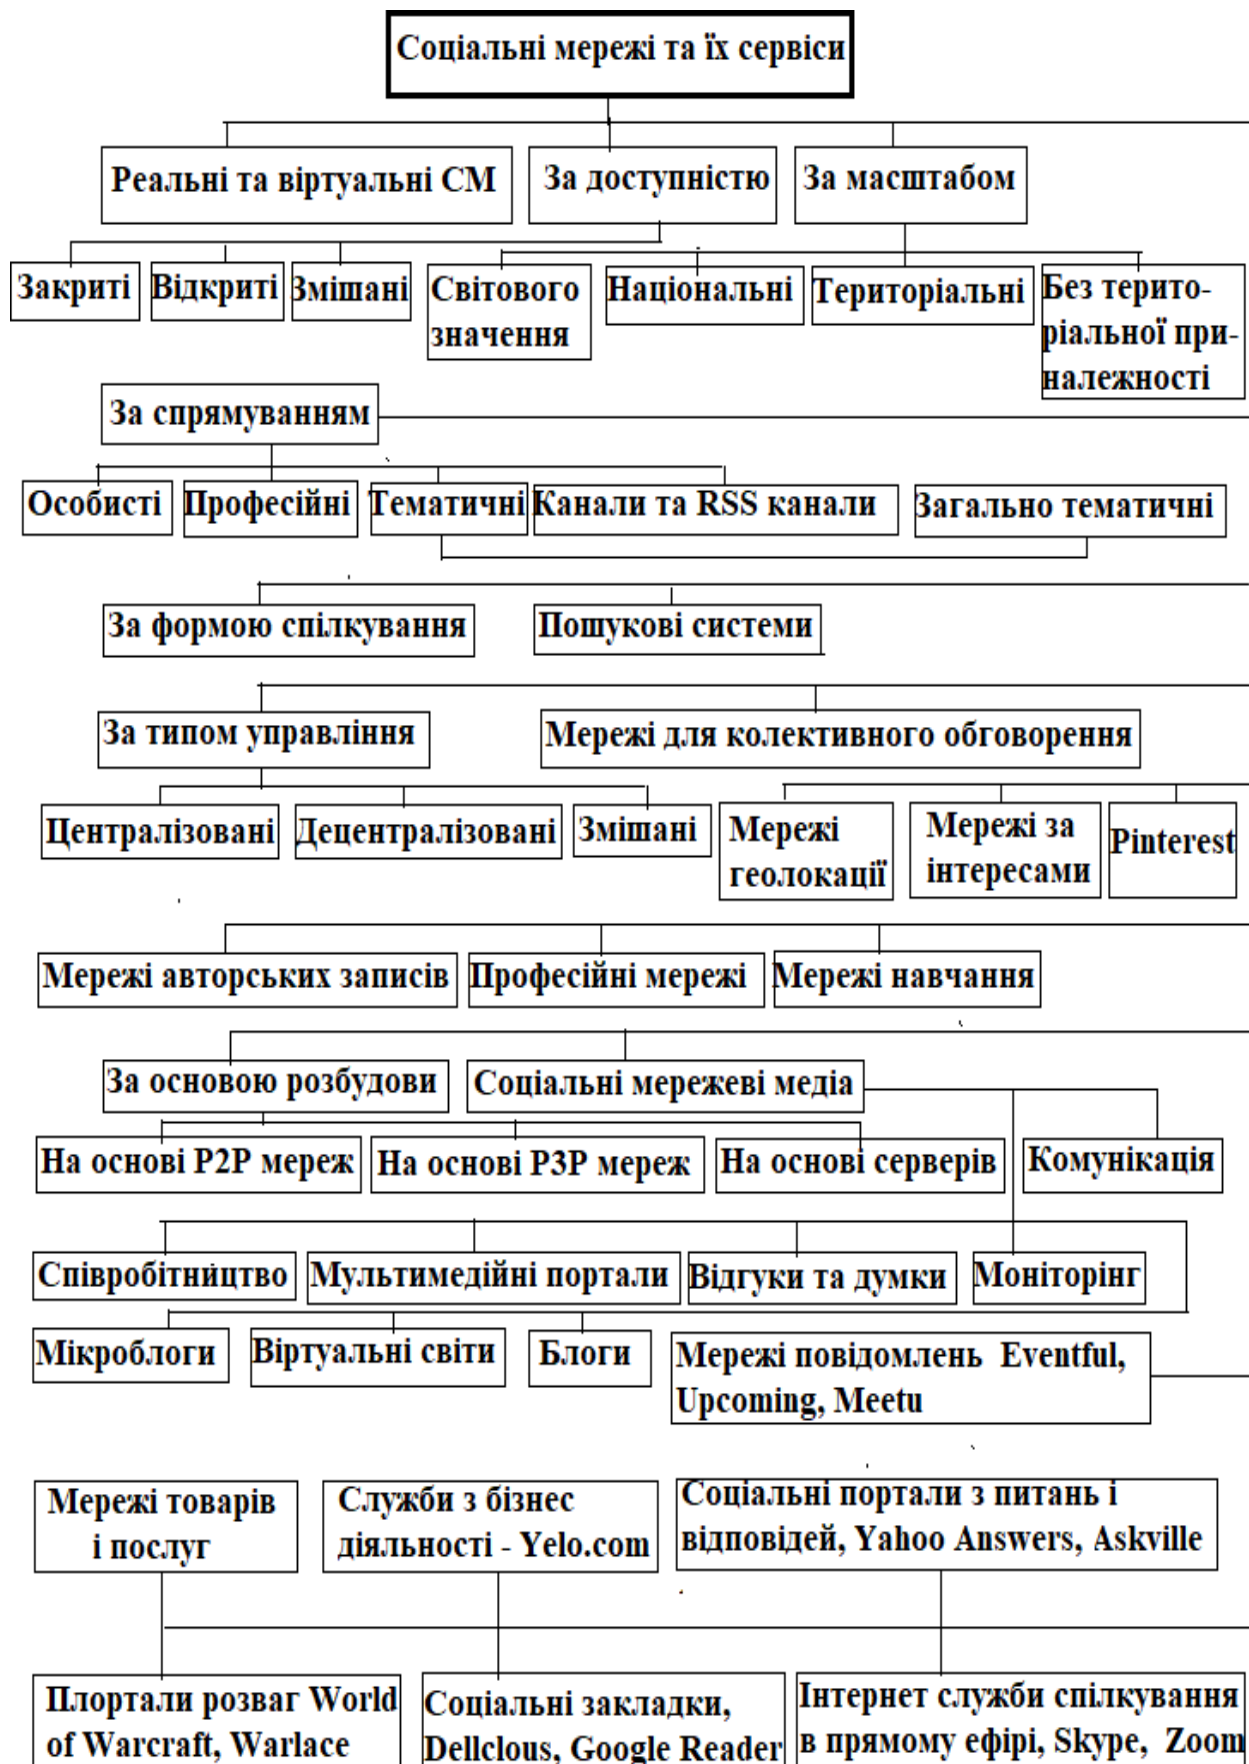 Соціальні мережі та їх сервіси
Реальні та віртуальні СМ
За доступністю
За масштабом
Закриті
Відкриті
Змішані
Світового
значення
Національні
Територіальні
Без терито-
ріальної при-
належності
За спрямуванням
Особисті
Професійні
Тематичні
Канали та RSS канали
Загально тематичні
За формою спілкування
Пошукові системи
За типом управління
Мережі для колективного обговорення
Централізовані
Децентралізовані
Змішані
Мережі
геолокації
Мережі за
інтересами
Pinterest
Мережі авторських записів
Професійні мережі
Мережі навчання
За основою розбудови
Соціальні мережеві медіа
На основі P2P мереж
На основі P3P мереж
На основі серверів
Комунікація
Співробітництво
Мультимедійні портали
Відгуки та думки
Моніторінг
Мікроблоги
Віртуальні світи
Блоги
Мережі повідомлень Eventful,
Upcoming, Meetu
Мережі товарів
і послуг
Служби з бізнес
діяльності - Yelo.com
Соціальні портали з питань і
відповідей, Yahoo Answers, Askville
Плортали розваг World
of Warcraft, Warlace
Соціальні закладки,
Dellclous, Google Reader
Інтернет служби спілкування
в прямому ефірі, Skype, Zoom